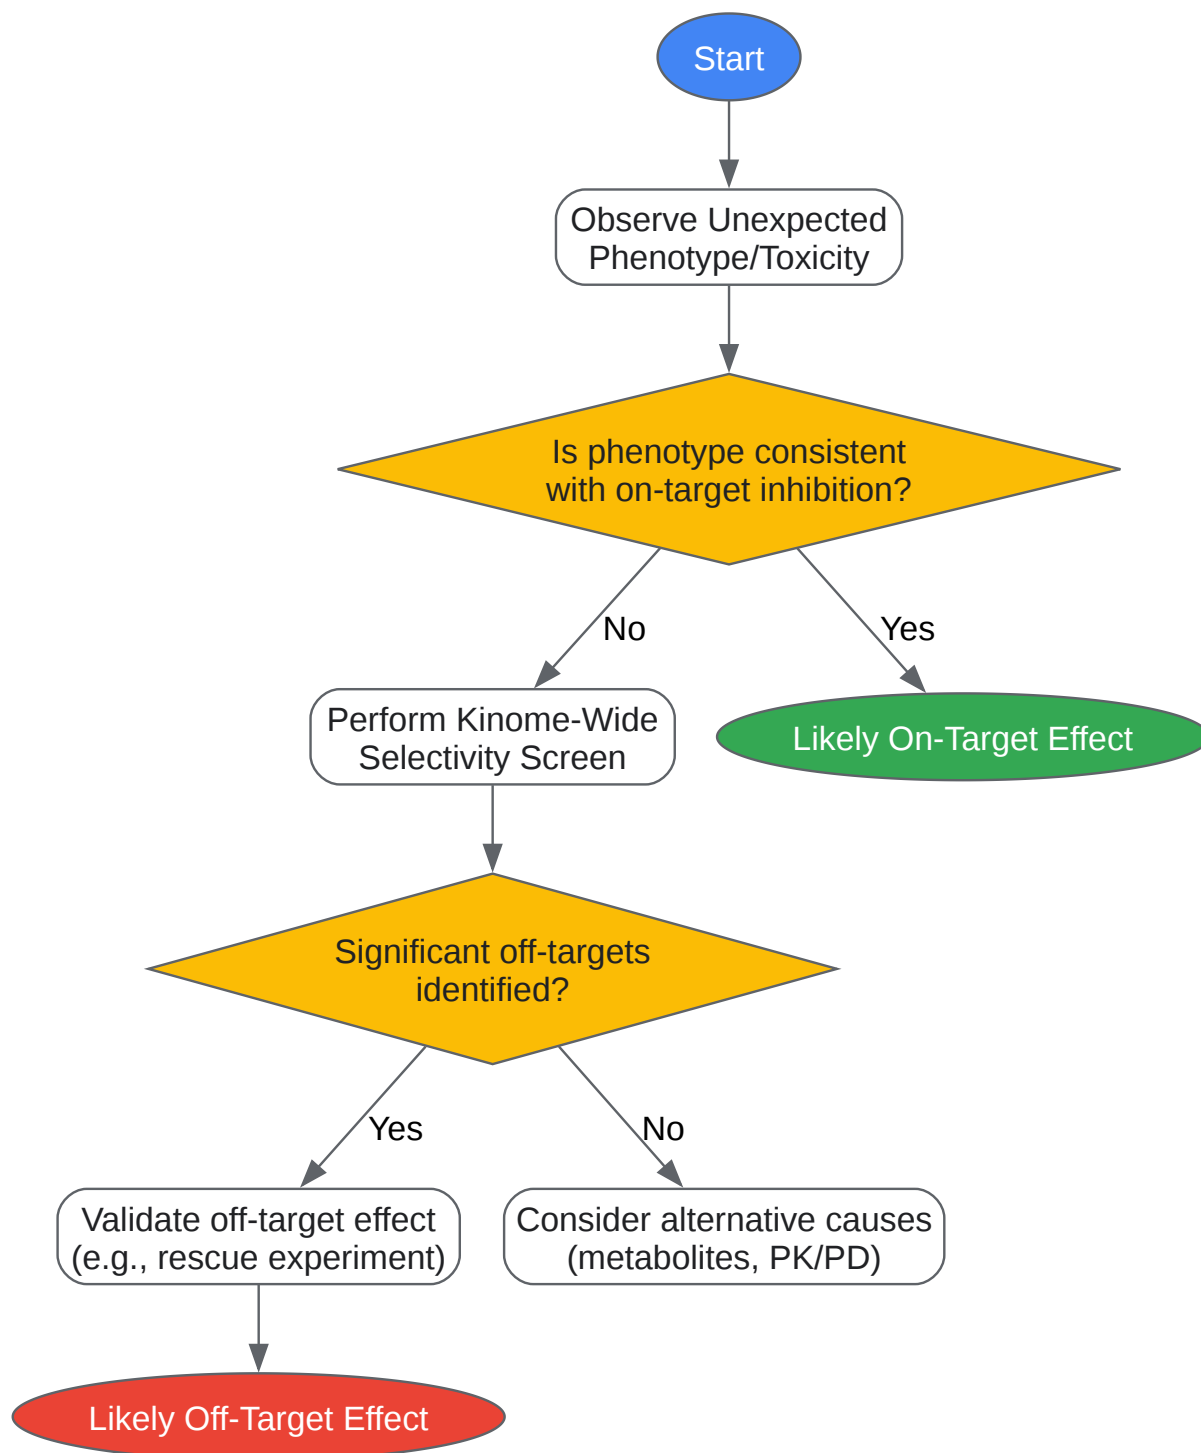 Start
Observe Unexpected
Phenotype/Toxicity
Is phenotype consistent
with on-target inhibition?
No
Yes
Perform Kinome-Wide
Selectivity Screen
Likely On-Target Effect
Significant off-targets
identified?
Yes
No
Validate off-target effect
(e.g., rescue experiment)
Consider alternative causes
(metabolites, PK/PD)
Likely Off-Target Effect